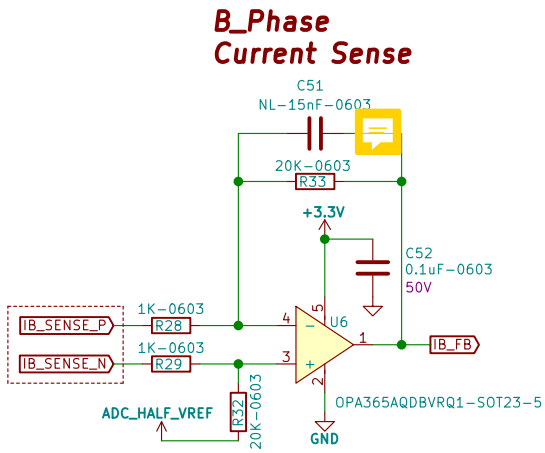 B_Phase
Current Sense
C51
NL-15nF-0603
20K-0603
R33
+3.3V
C52
0.1uF-0603
50V
1K-0603
IB_SENSE_P
R28
4
5
U6
1
IB_FB
1K-0603
IB_SENSE_N
R29
3
2
R32
20K-0603
ADC_HALF_VREF
OPA365AQDBVRQ1-SOT23-5
GND